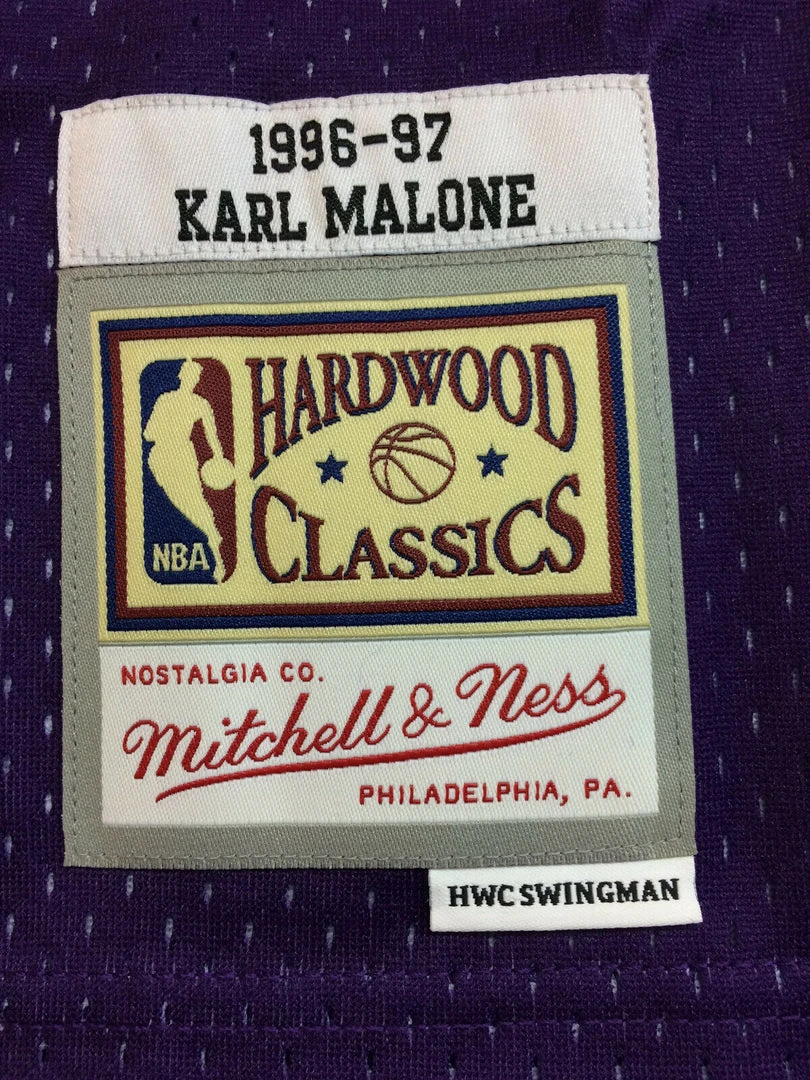 1996-97
KARL MALONE
HARDWOOD
CLASSICS
NBA
NOSTALGIA CO.
Mitchell & Ness
PHILADELPHIA, PA.
HWC SWINGMAN